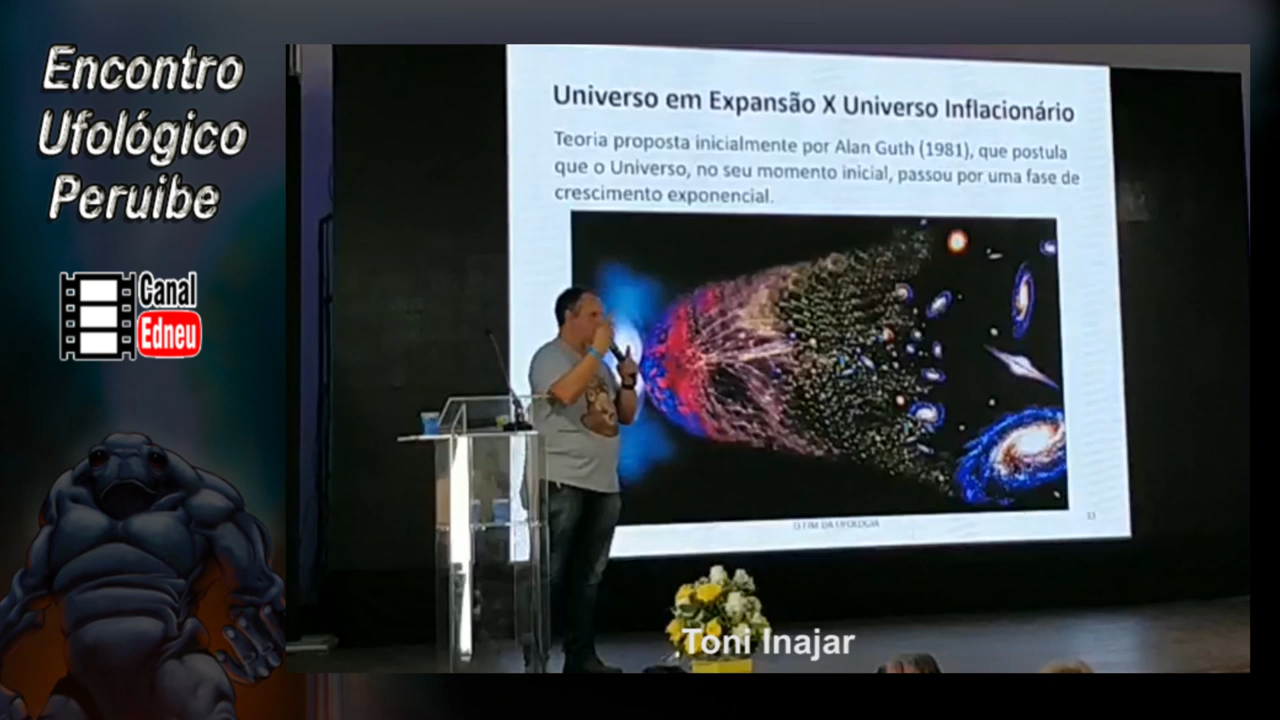 Encontro
Ufológico
Peruibe
Canal
Edneu
Universo em Expansão X Universo Inflacionário
Teoria proposta inicialmente por Alan Guth (1981), que postula
que o Universo, no seu momento inicial, passou por uma fase de
crescimento exponencial.
O FIM DA UFOLOGIA
33
Toni Inajar